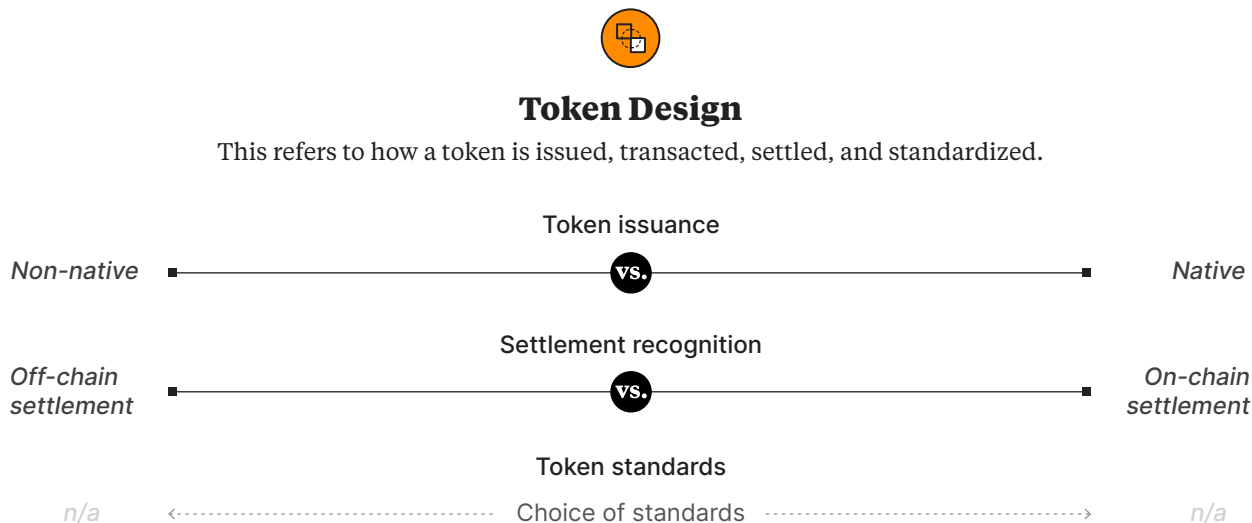 Token Design
This refers to how a token is issued, transacted, settled, and standardized.
Token issuance
Non-native vs. Native
Settlement recognition
Off-chain
settlement
vs.
On-chain
settlement
Token standards
n/a Choice of standards n/a